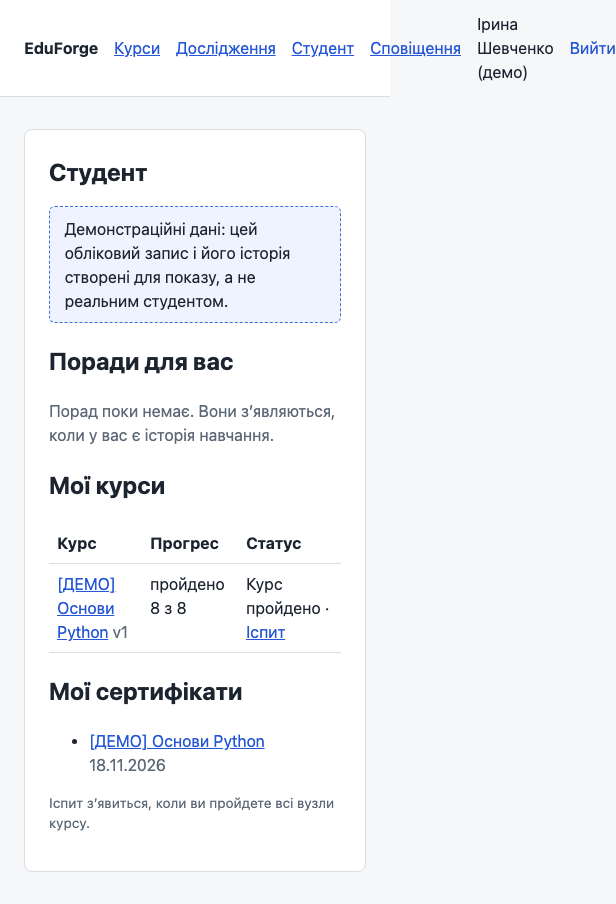 EduForge Курси Дослідження Студент Сповіщення Ірина Шевченко (демо) Вийти
Студент
Демонстраційні дані: цей
обліковий запис і його історія
створені для показу, а не
реальним студентом.
Поради для вас
Порад поки немає. Вони зʼявляються,
коли у вас є історія навчання.
Мої курси
Курс Прогрес Статус
[ДЕМО] пройдено Курс
Основи 8 з 8 пройдено ·
Python v1 Іспит
Мої сертифікати
[ДЕМО] Основи Python
18.11.2026
Іспит зʼявиться, коли ви пройдете всі вузли
курсу.